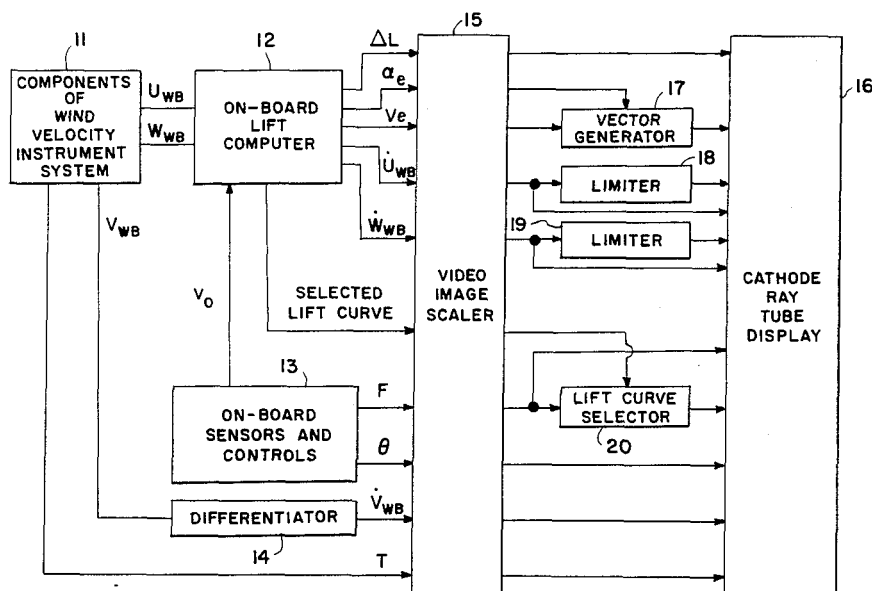 11
COMPONENTS
OF
WIND
VELOCITY
INSTRUMENT
SYSTEM
U_WB
W_WB
V_WB
12
ON-BOARD
LIFT
COMPUTER
ΔL
α_e
Ve
U̇_WB
Ẇ_WB
SELECTED
LIFT CURVE
V_O
13
ON-BOARD
SENSORS AND
CONTROLS
F
θ
DIFFERENTIATOR
14
V̇_WB
T
15
VIDEO
IMAGE
SCALER
17
VECTOR
GENERATOR
18
LIMITER
19
LIMITER
LIFT CURVE
SELECTOR
20
16
CATHODE
RAY
TUBE
DISPLAY